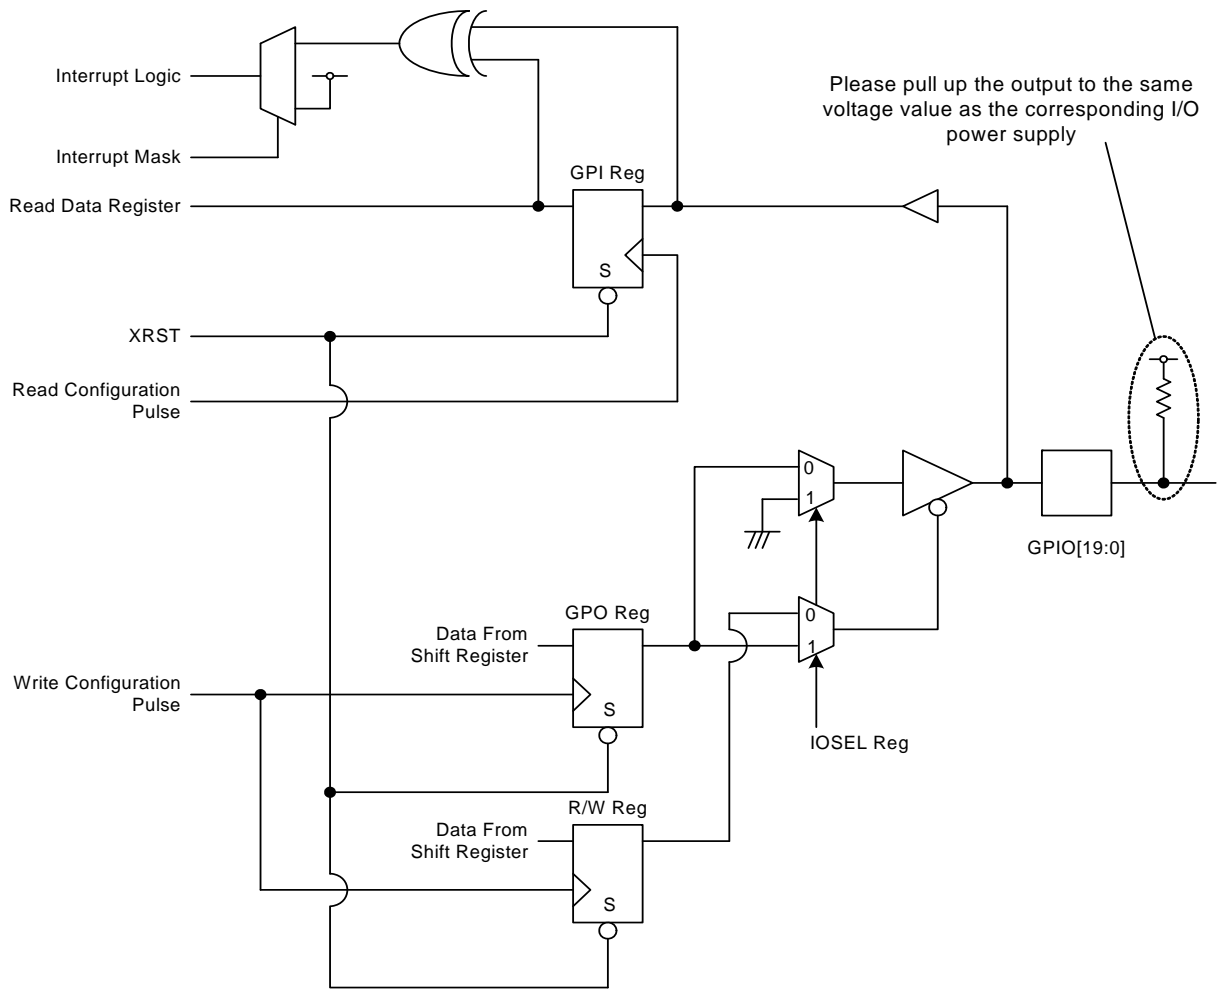 Interrupt Logic
Please pull up the output to the same
voltage value as the corresponding I/O
power supply
Interrupt Mask
GPI Reg
Read Data Register
S
XRST
Read Configuration
Pulse
0
1
GPIO[19:0]
GPO Reg
0
Data From
Shift Register
1
Write Configuration
Pulse
S
IOSEL Reg
R/W Reg
Data From
Shift Register
S